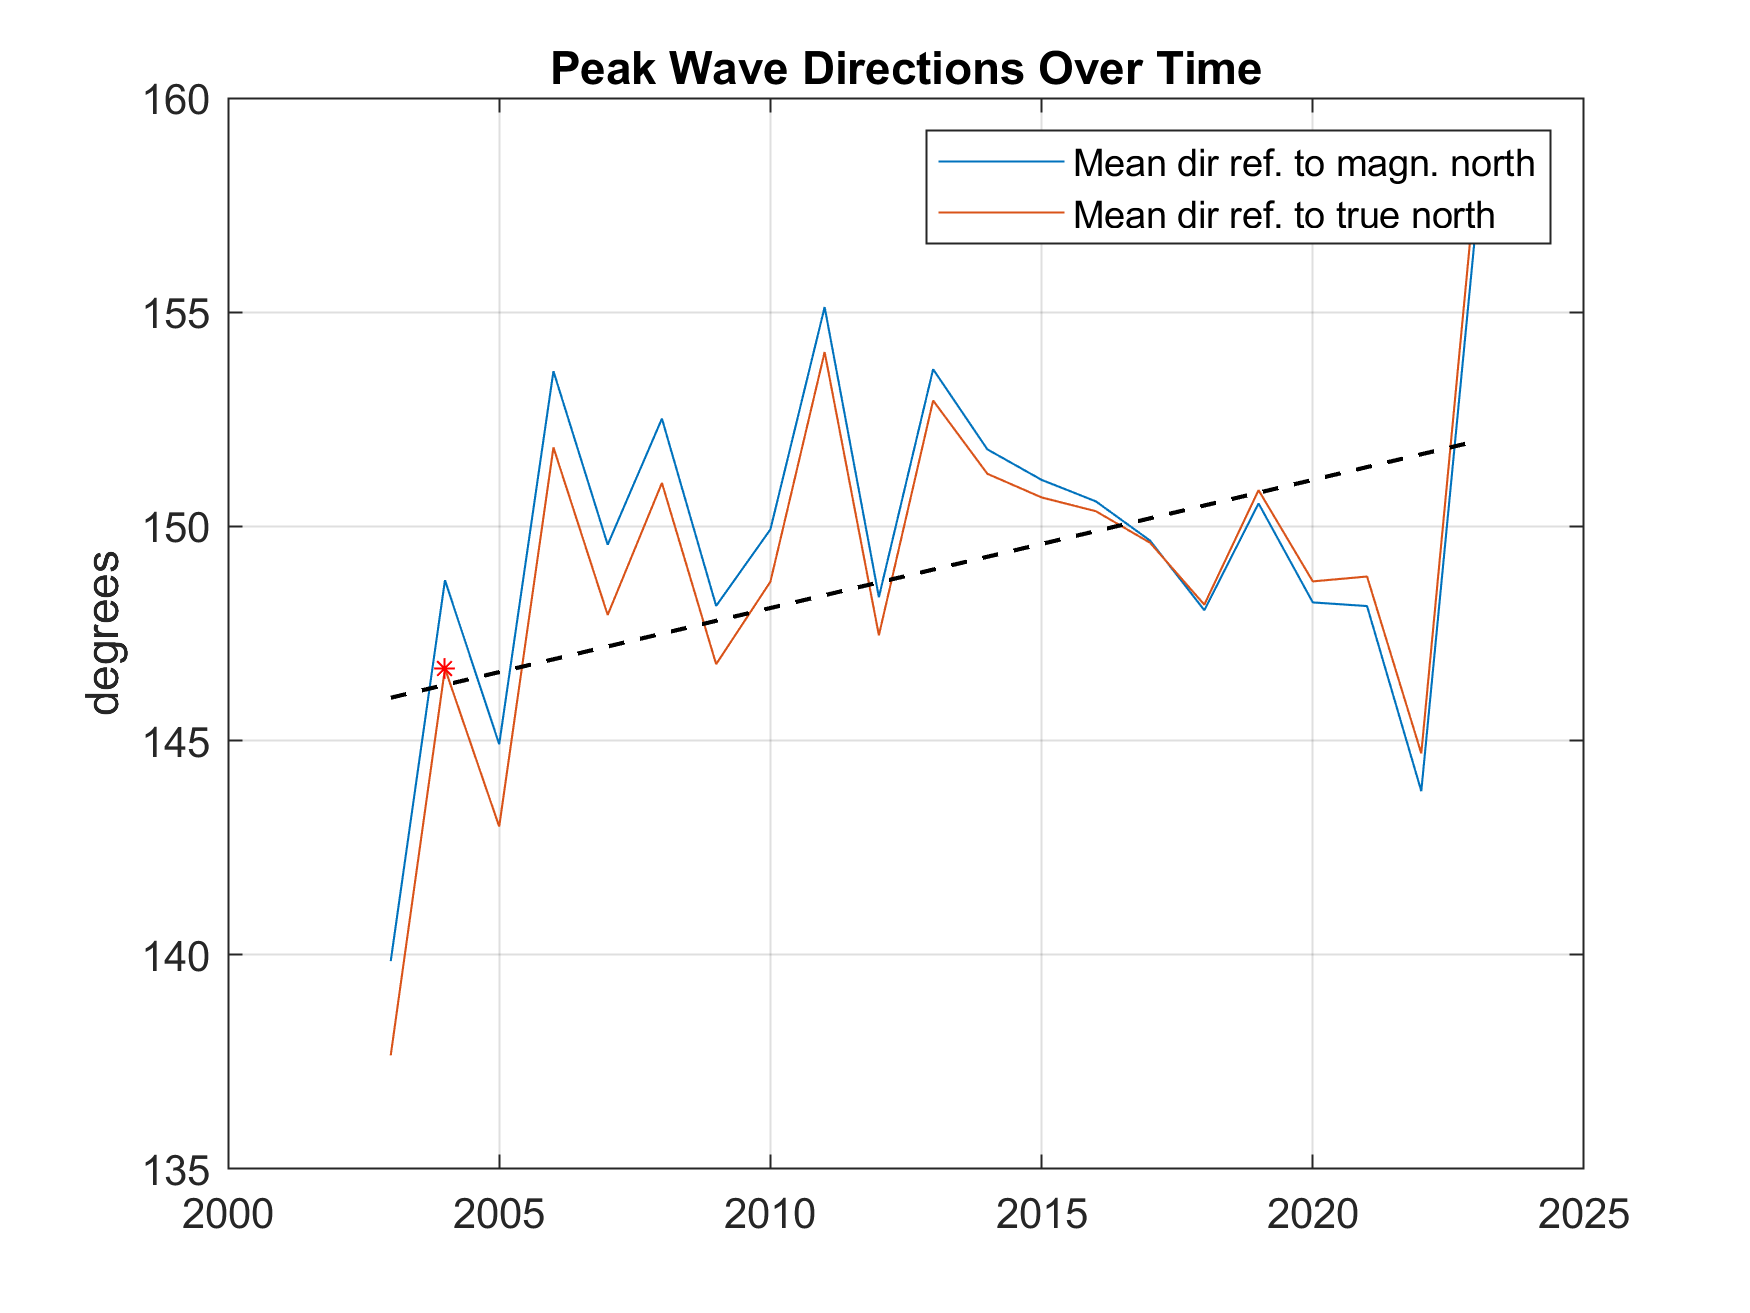 Peak Wave Directions Over Time
160
155
150
145
140
135
degrees
Mean dir ref. to magn. north
Mean dir ref. to true north
2000 2005 2010 2015 2020 2025